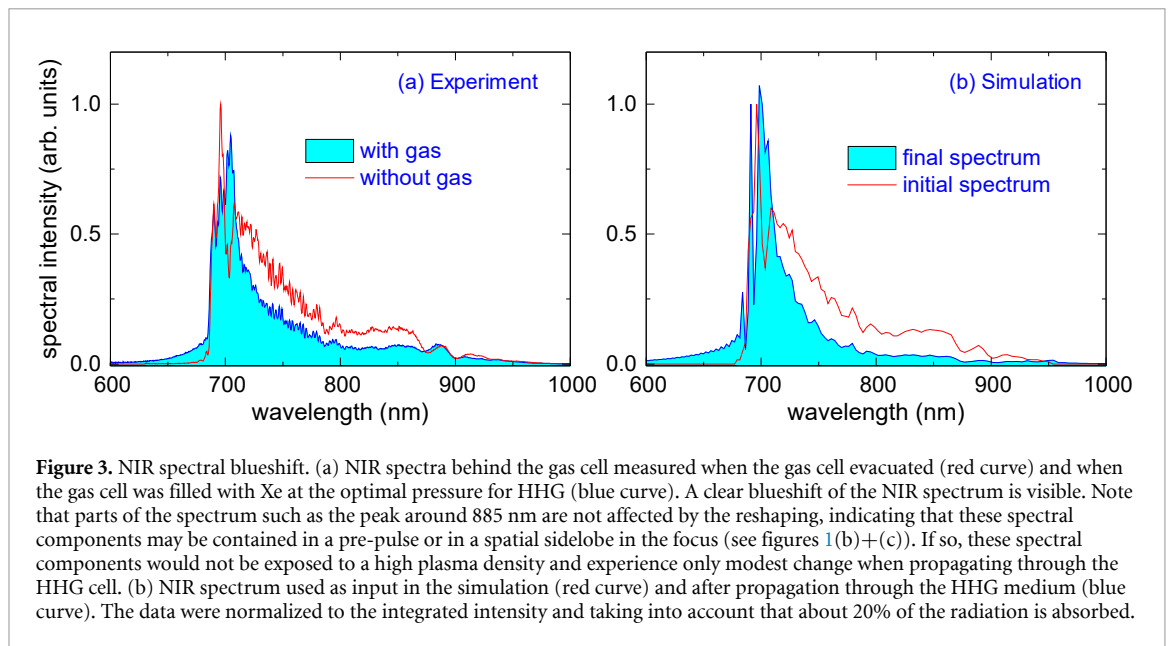 (a) Experiment
with gas
without gas
spectral intensity (arb. units)
1.0
0.5
0.0
600
700
800
900
1000
wavelength (nm)
(b) Simulation
final spectrum
initial spectrum
1.0
0.5
0.0
600
700
800
900
1000
wavelength (nm)
Figure 3. NIR spectral blueshift. (a) NIR spectra behind the gas cell measured when the gas cell evacuated (red curve) and when
the gas cell was filled with Xe at the optimal pressure for HHG (blue curve). A clear blueshift of the NIR spectrum is visible. Note
that parts of the spectrum such as the peak around 885 nm are not affected by the reshaping, indicating that these spectral
components may be contained in a pre-pulse or in a spatial sidelobe in the focus (see figures 1(b)+(c)). If so, these spectral
components would not be exposed to a high plasma density and experience only modest change when propagating through the
HHG cell. (b) NIR spectrum used as input in the simulation (red curve) and after propagation through the HHG medium (blue
curve). The data were normalized to the integrated intensity and taking into account that about 20% of the radiation is absorbed.